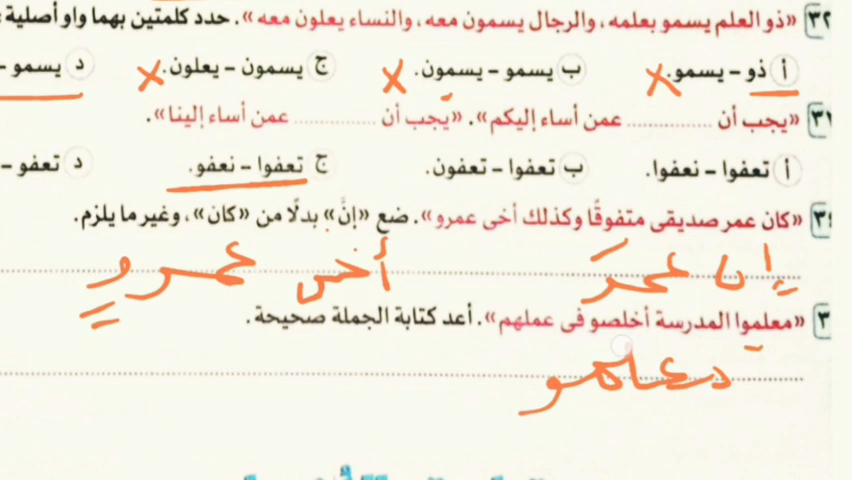 ٣٢ «ذو العلم يسمو بعلمه، والرجال يسمون معه، والنساء يعلون معه». حدد كلمتين بهما واو أصلية:
أ ذو - يسمو. ب يسمو - يسمون. ج يسمون - يعلون. د يسمو -
٣٣ «يجب أن ............ عمن أساء إليكم». «يجب أن ............ عمن أساء إلينا».
أ تعفوا - نعفوا. ب تعفوا - تعفون. ج تعفوا - نعفو. د تعفو -
٣٤ «كان عمر صديقى متفوقًا وكذلك أخى عمرو». ضع «إنَّ» بدلًا من «كان»، وغير ما يلزم.
إن عمرَ أخى عمرو
٣ «معلموا المدرسة أخلصو فى عملهم». أعد كتابة الجملة صحيحة.
معلمو